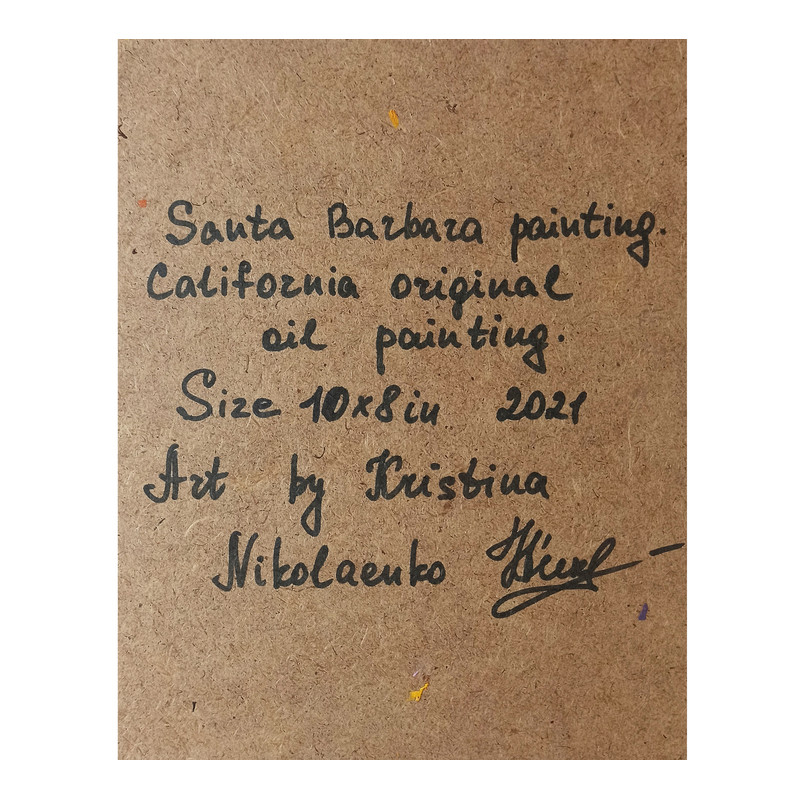 Santa Barbara painting.
California original
oil painting.
Size 10x8in 2021
Art by Kristina
Nikolaenko